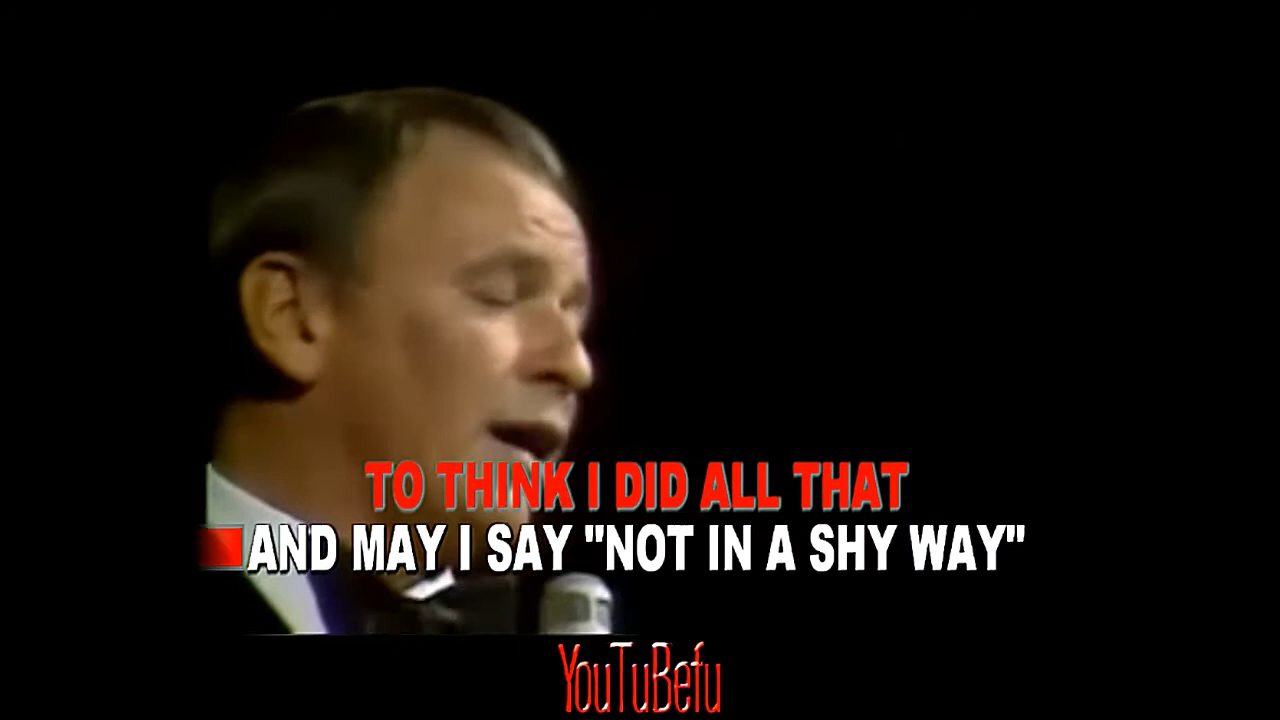 TO THINK I DID ALL THAT
AND MAY I SAY "NOT IN A SHY WAY"
YouTuBefu